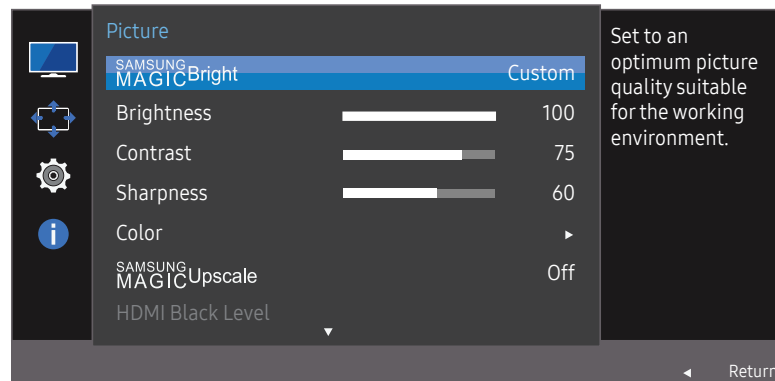 Picture
SAMSUNG
MAGICBright Custom
Brightness 100
Contrast 75
Sharpness 60
Color
SAMSUNG
MAGICUpscale Off
HDMI Black Level
Set to an
optimum picture
quality suitable
for the working
environment.
Return